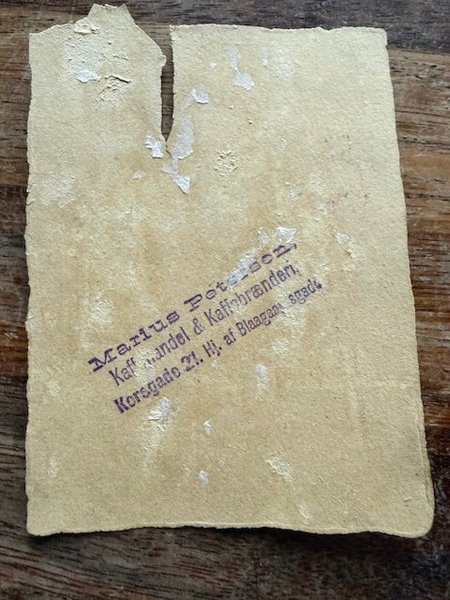 Marius Petersen,
& Kaffebrænderi,
Korsgade 21. Hj. af